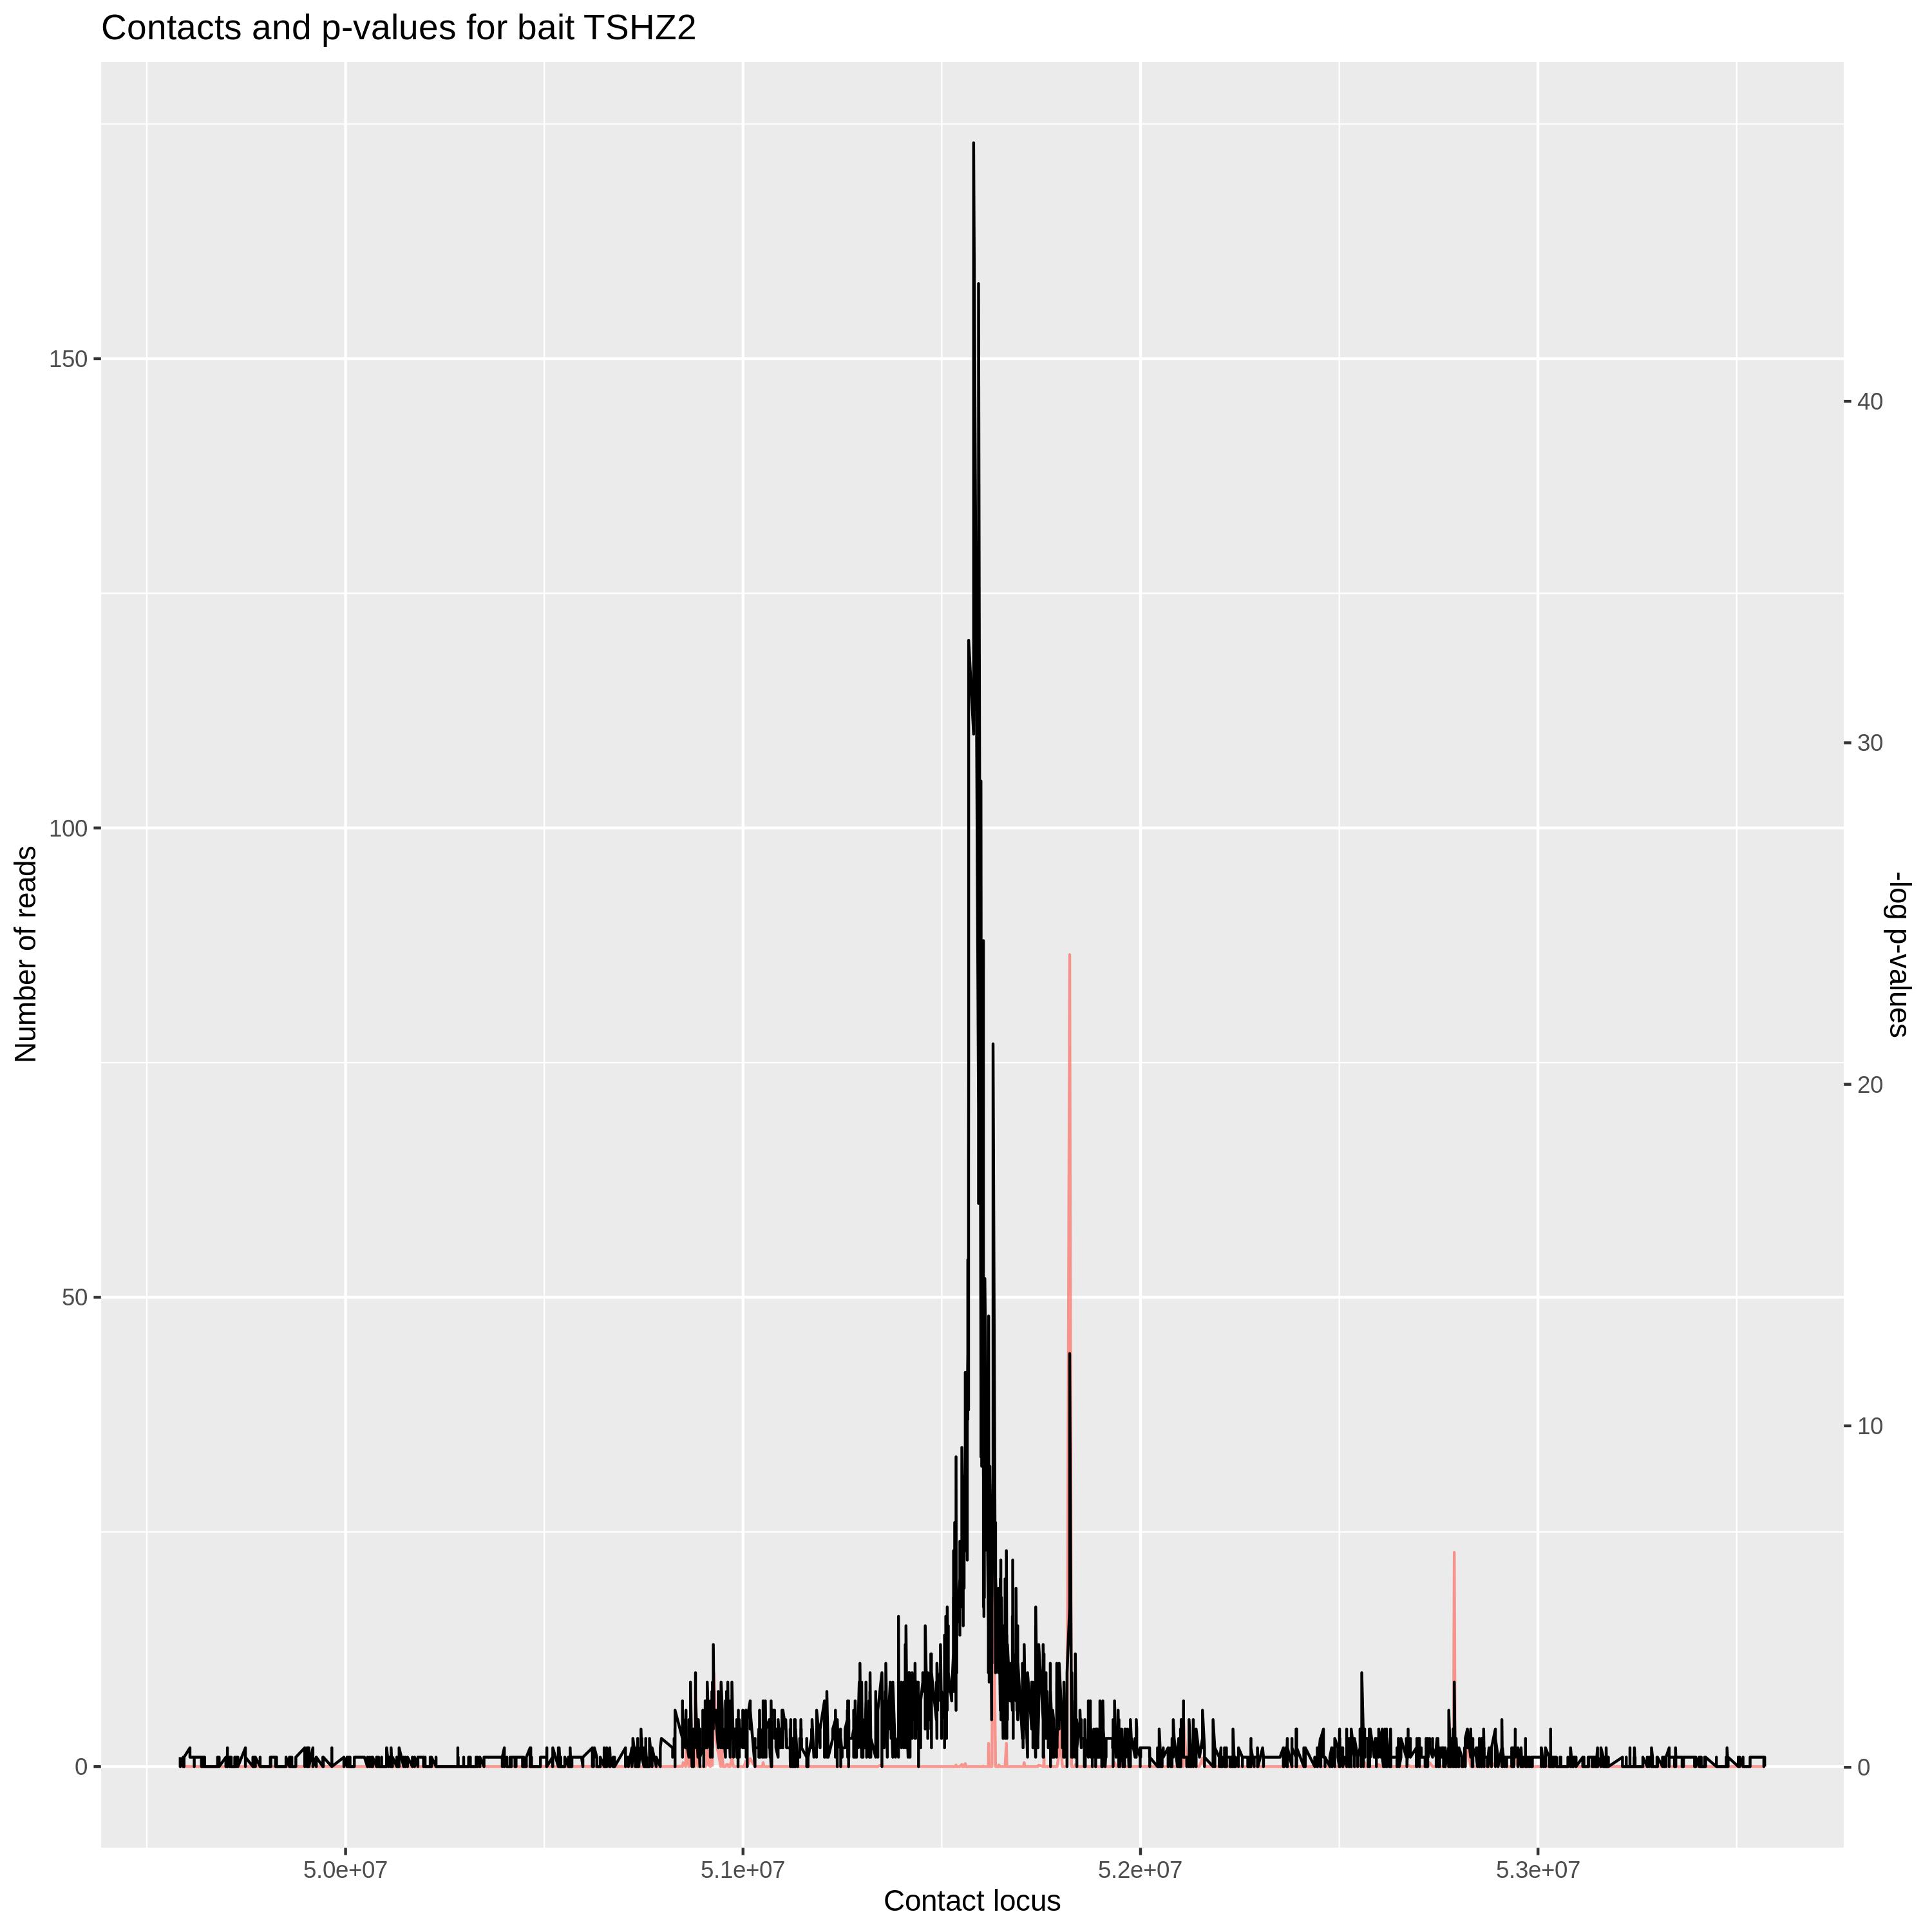 Contacts and p-values for bait TSHZ2
Number of reads
150
100
50
0
40
30
20
10
0
-log p-values
5.0e+07
5.1e+07
5.2e+07
5.3e+07
Contact locus